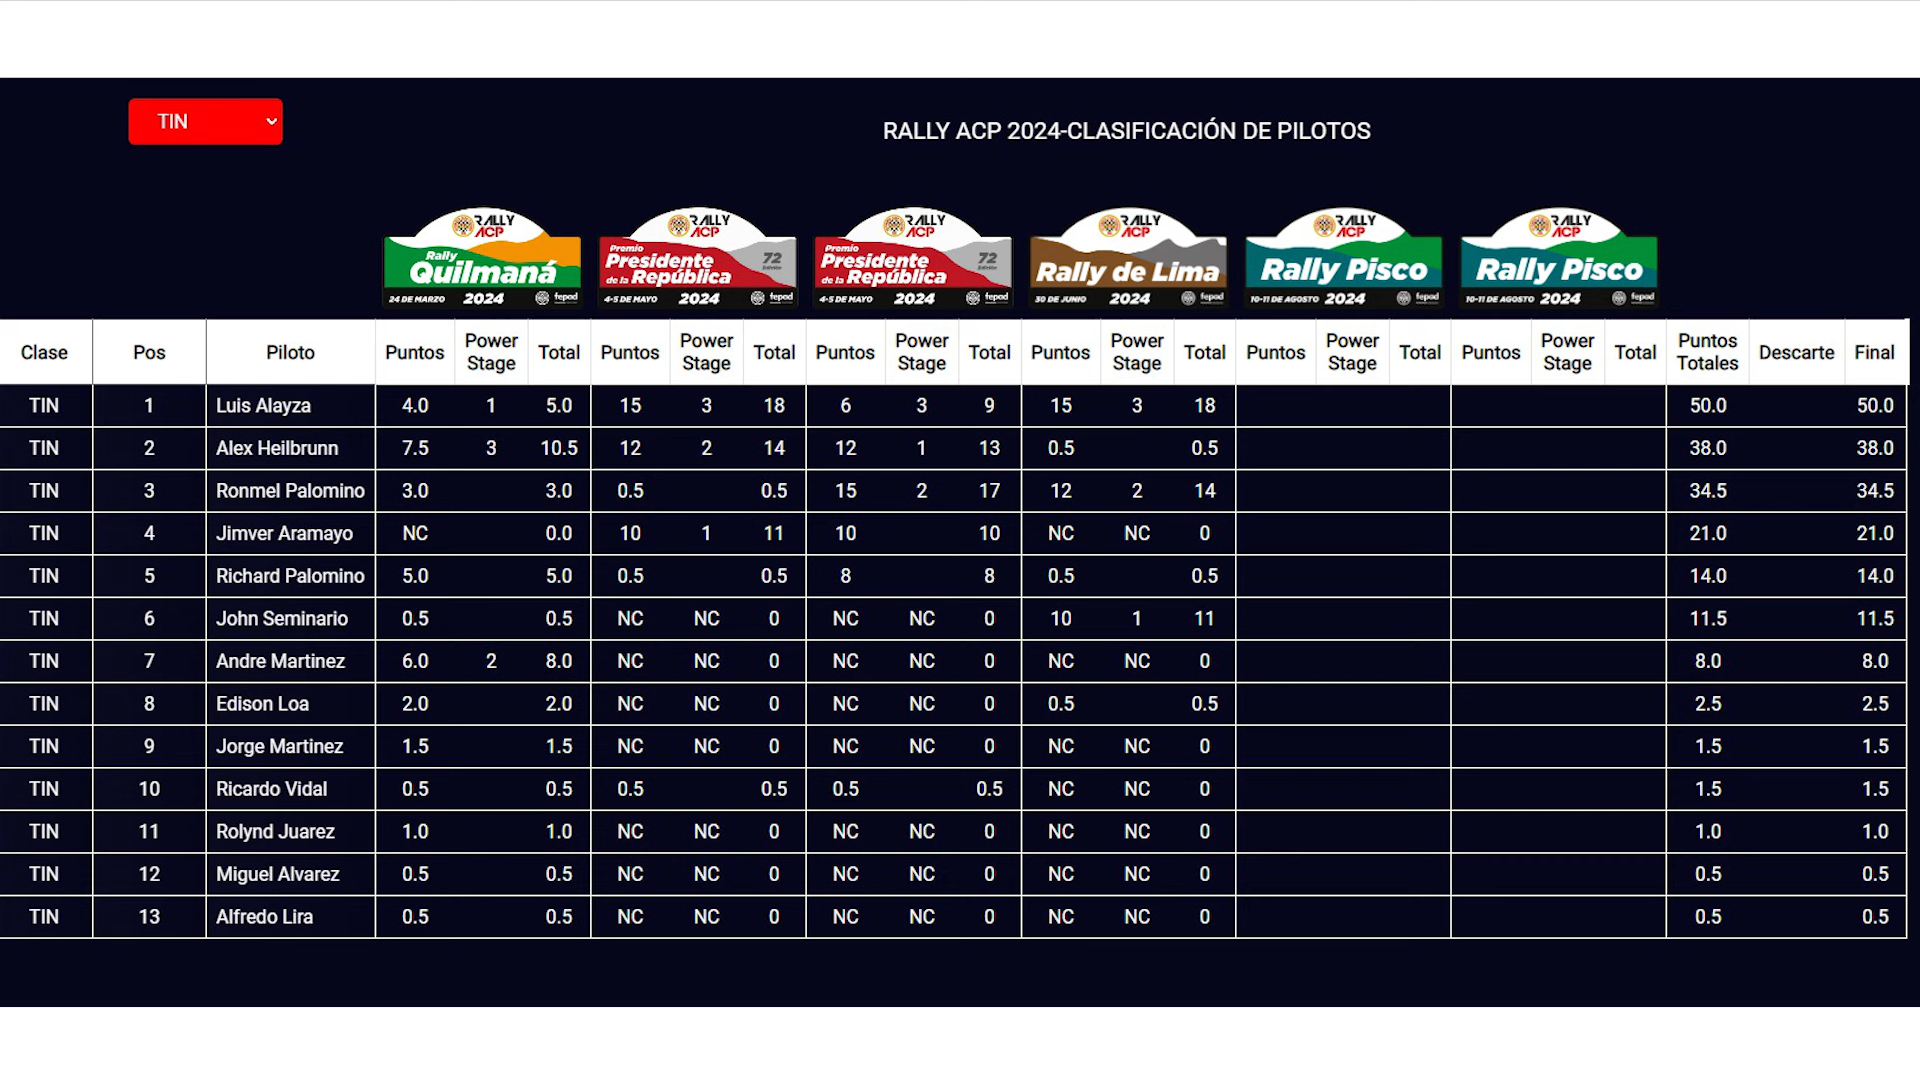 TIN
RALLY ACP 2024-CLASIFICACIÓN DE PILOTOS
RALLY ACP Rally Quilmaná 24 DE MARZO 2024 fepad
RALLY ACP Premio Presidente de la República 72 Edición 4-5 DE MAYO 2024 fepad
RALLY ACP Premio Presidente de la República 72 Edición 4-5 DE MAYO 2024 fepad
RALLY ACP Rally de Lima 30 DE JUNIO 2024 fepad
RALLY ACP Rally Pisco 10-11 DE AGOSTO 2024 fepad
RALLY ACP Rally Pisco 10-11 DE AGOSTO 2024 fepad
Clase Pos Piloto Puntos Power Stage Total Puntos Power Stage Total Puntos Power Stage Total Puntos Power Stage Total Puntos Power Stage Total Puntos Power Stage Total Puntos Totales Descarte Final
TIN 1 Luis Alayza 4.0 1 5.0 15 3 18 6 3 9 15 3 18 50.0 50.0
TIN 2 Alex Heilbrunn 7.5 3 10.5 12 2 14 12 1 13 0.5 0.5 38.0 38.0
TIN 3 Ronmel Palomino 3.0 3.0 0.5 0.5 15 2 17 12 2 14 34.5 34.5
TIN 4 Jimver Aramayo NC 0.0 10 1 11 10 10 NC NC 0 21.0 21.0
TIN 5 Richard Palomino 5.0 5.0 0.5 0.5 8 8 0.5 0.5 14.0 14.0
TIN 6 John Seminario 0.5 0.5 NC NC 0 NC NC 0 10 1 11 11.5 11.5
TIN 7 Andre Martinez 6.0 2 8.0 NC NC 0 NC NC 0 NC NC 0 8.0 8.0
TIN 8 Edison Loa 2.0 2.0 NC NC 0 NC NC 0 0.5 0.5 2.5 2.5
TIN 9 Jorge Martinez 1.5 1.5 NC NC 0 NC NC 0 NC NC 0 1.5 1.5
TIN 10 Ricardo Vidal 0.5 0.5 0.5 0.5 0.5 0.5 NC NC 0 1.5 1.5
TIN 11 Rolynd Juarez 1.0 1.0 NC NC 0 NC NC 0 NC NC 0 1.0 1.0
TIN 12 Miguel Alvarez 0.5 0.5 NC NC 0 NC NC 0 NC NC 0 0.5 0.5
TIN 13 Alfredo Lira 0.5 0.5 NC NC 0 NC NC 0 NC NC 0 0.5 0.5